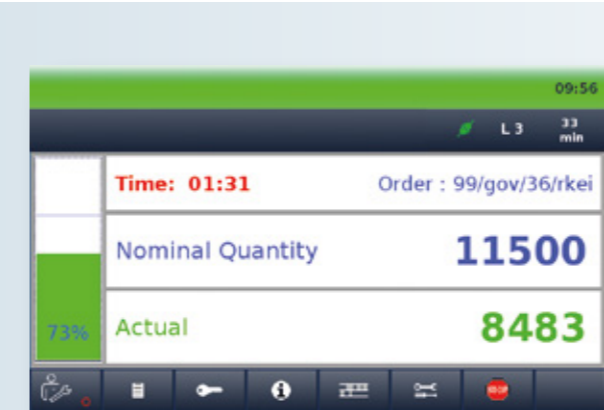 09:56
L 3 33 min
Time: 01:31 Order : 99/gov/36/rkei
Nominal Quantity 11500
73% Actual 8483
STOP